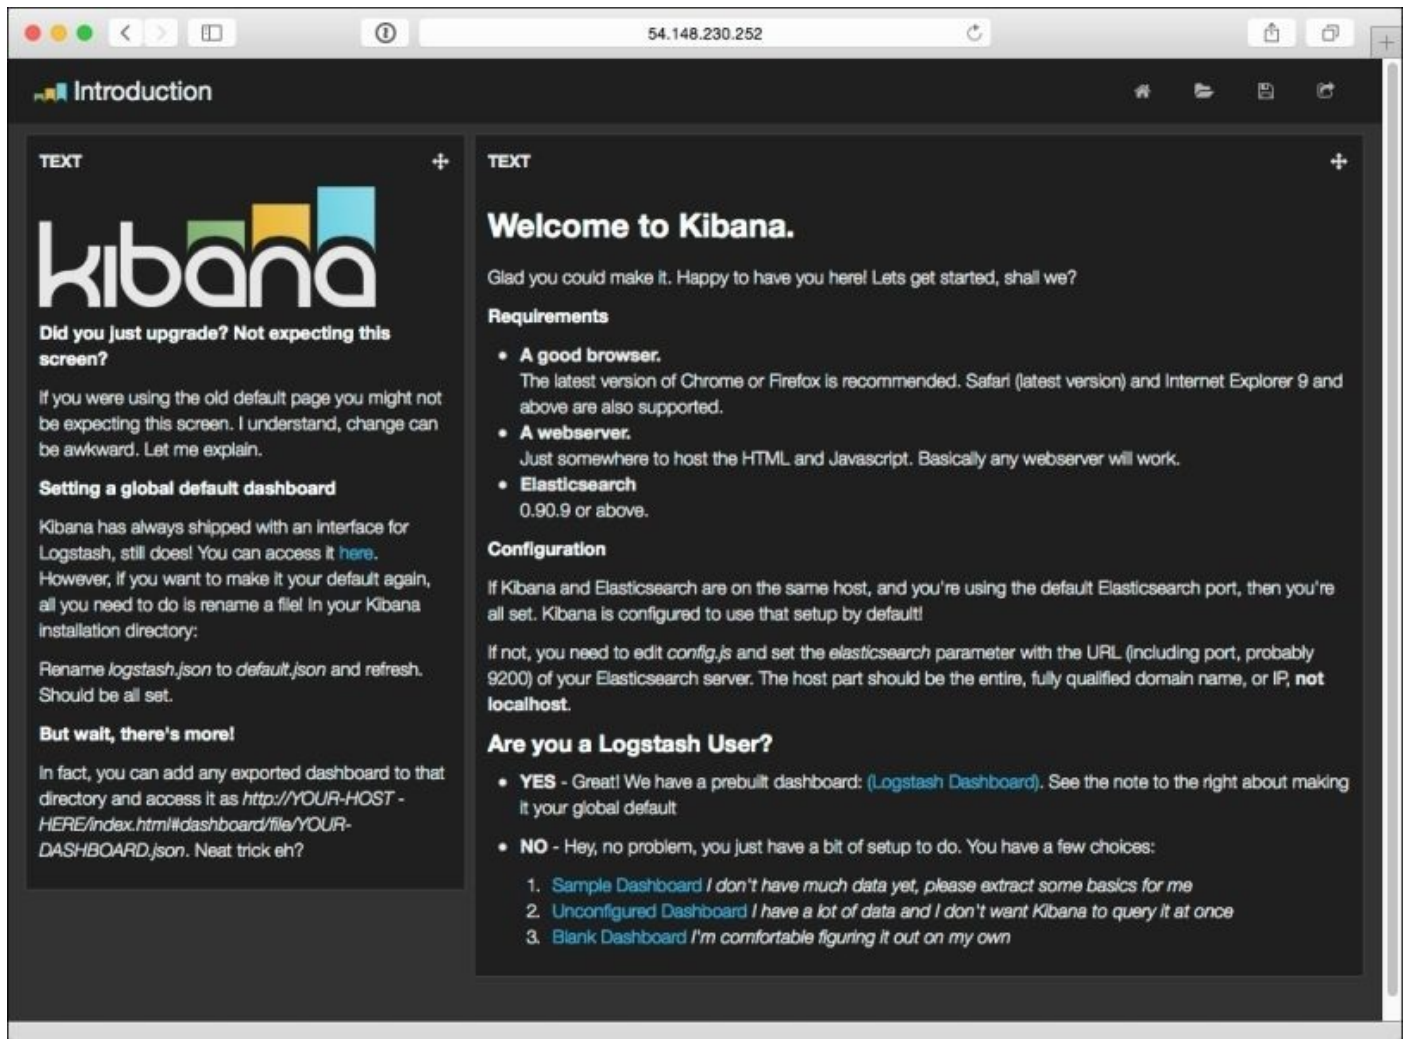 54.148.230.252
Introduction
TEXT
kibana
Did you just upgrade? Not expecting this
screen?
If you were using the old default page you might not
be expecting this screen. I understand, change can
be awkward. Let me explain.
Setting a global default dashboard
Kibana has always shipped with an interface for
Logstash, still does! You can access it here.
However, if you want to make it your default again,
all you need to do is rename a file! In your Kibana
installation directory:
Rename logstash.json to default.json and refresh.
Should be all set.
But wait, there's more!
In fact, you can add any exported dashboard to that
directory and access it as http://YOUR-HOST -
HERE/index.html#dashboard/file/YOUR-
DASHBOARD.json. Neat trick eh?
TEXT
Welcome to Kibana.
Glad you could make it. Happy to have you here! Lets get started, shall we?
Requirements
• A good browser.
The latest version of Chrome or Firefox is recommended. Safari (latest version) and Internet Explorer 9 and
above are also supported.
• A webserver.
Just somewhere to host the HTML and Javascript. Basically any webserver will work.
• Elasticsearch
0.90.9 or above.
Configuration
If Kibana and Elasticsearch are on the same host, and you're using the default Elasticsearch port, then you're
all set. Kibana is configured to use that setup by default!
If not, you need to edit config.js and set the elasticsearch parameter with the URL (including port, probably
9200) of your Elasticsearch server. The host part should be the entire, fully qualified domain name, or IP, not
localhost.
Are you a Logstash User?
• YES - Great! We have a prebuilt dashboard: (Logstash Dashboard). See the note to the right about making
it your global default
• NO - Hey, no problem, you just have a bit of setup to do. You have a few choices:
1. Sample Dashboard I don't have much data yet, please extract some basics for me
2. Unconfigured Dashboard I have a lot of data and I don't want Kibana to query it at once
3. Blank Dashboard I'm comfortable figuring it out on my own